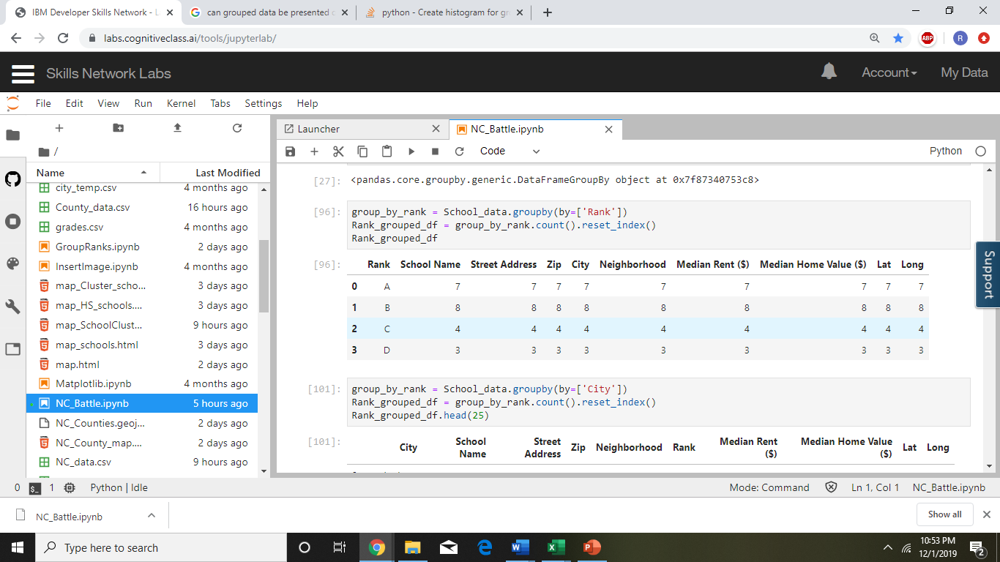 IBM Developer Skills Network - L
can grouped data be presented
python - Create histogram for gr
labs.cognitiveclass.ai/tools/jupyterlab/
ABP
R
Skills Network Labs
Account
My Data
File Edit View Run Kernel Tabs Settings Help
/
Name Last Modified
city_temp.csv 4 months ago
County_data.csv 16 hours ago
grades.csv 4 months ago
GroupRanks.ipynb 2 days ago
InsertImage.ipynb 4 months ago
map_Cluster_scho... 3 days ago
map_HS_schools.... 3 days ago
map_SchoolClust... 9 hours ago
map_schools.html 3 days ago
map.html 2 days ago
Matplotlib.ipynb 4 months ago
NC_Battle.ipynb 5 hours ago
NC_Counties.geoj... 2 days ago
NC_County_map.... 2 days ago
NC_data.csv 9 hours ago
Launcher
NC_Battle.ipynb
Code
Python
[27]: <pandas.core.groupby.generic.DataFrameGroupBy object at 0x7f87340753c8>
[96]: group_by_rank = School_data.groupby(by=['Rank'])
Rank_grouped_df = group_by_rank.count().reset_index()
Rank_grouped_df
[96]: Rank School Name Street Address Zip City Neighborhood Median Rent ($) Median Home Value ($) Lat Long
0 A 7 7 7 7 7 7 7 7 7
1 B 8 8 8 8 8 8 8 8 8
2 C 4 4 4 4 4 4 4 4 4
3 D 3 3 3 3 3 3 3 3 3
[101]: group_by_rank = School_data.groupby(by=['City'])
Rank_grouped_df = group_by_rank.count().reset_index()
Rank_grouped_df.head(25)
[101]: City School Name Street Address Zip Neighborhood Rank Median Rent ($) Median Home Value ($) Lat Long
Support
0 $_ 1 Python | Idle
Mode: Command Ln 1, Col 1 NC_Battle.ipynb
NC_Battle.ipynb
Show all
Type here to search
10:53 PM
12/1/2019
2